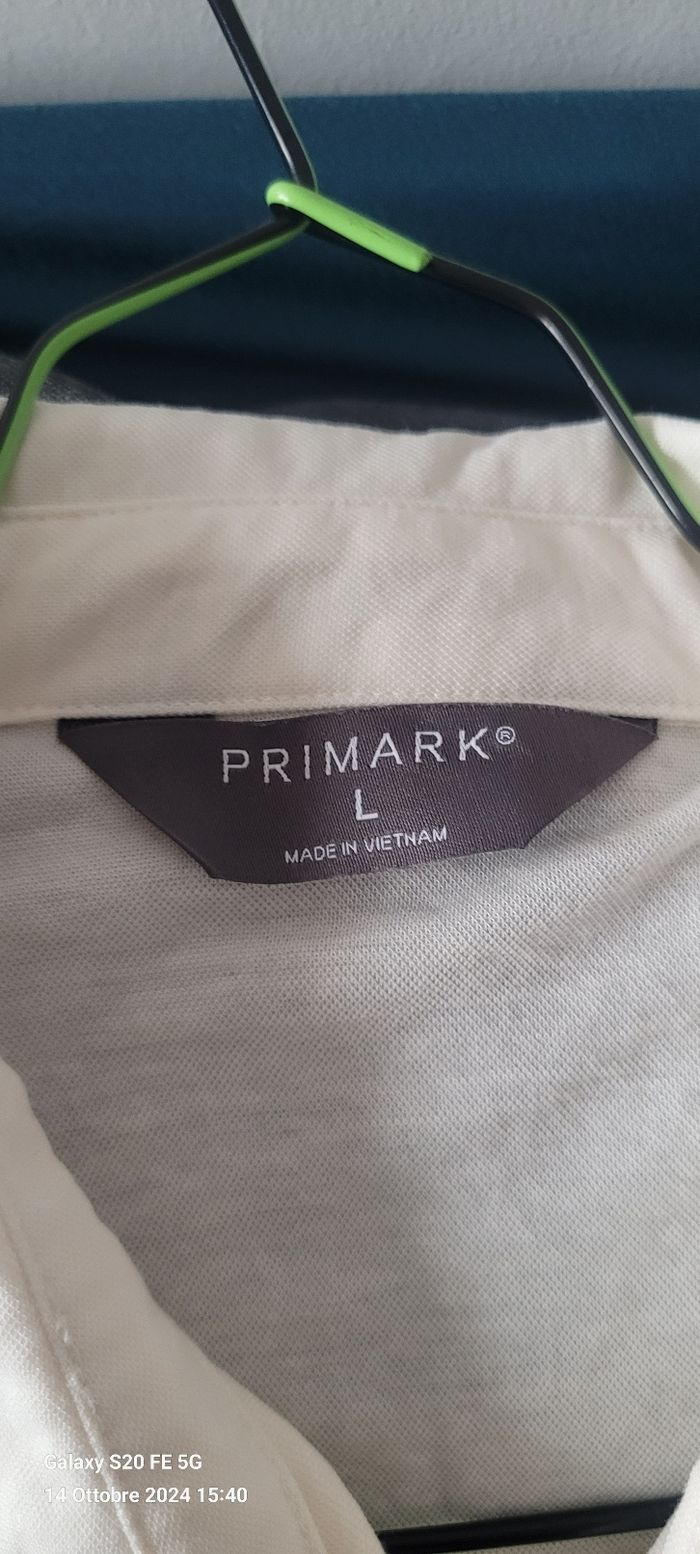 PRIMARK®
L
MADE IN VIETNAM
Galaxy S20 FE 5G
14 Ottobre 2024 15:40